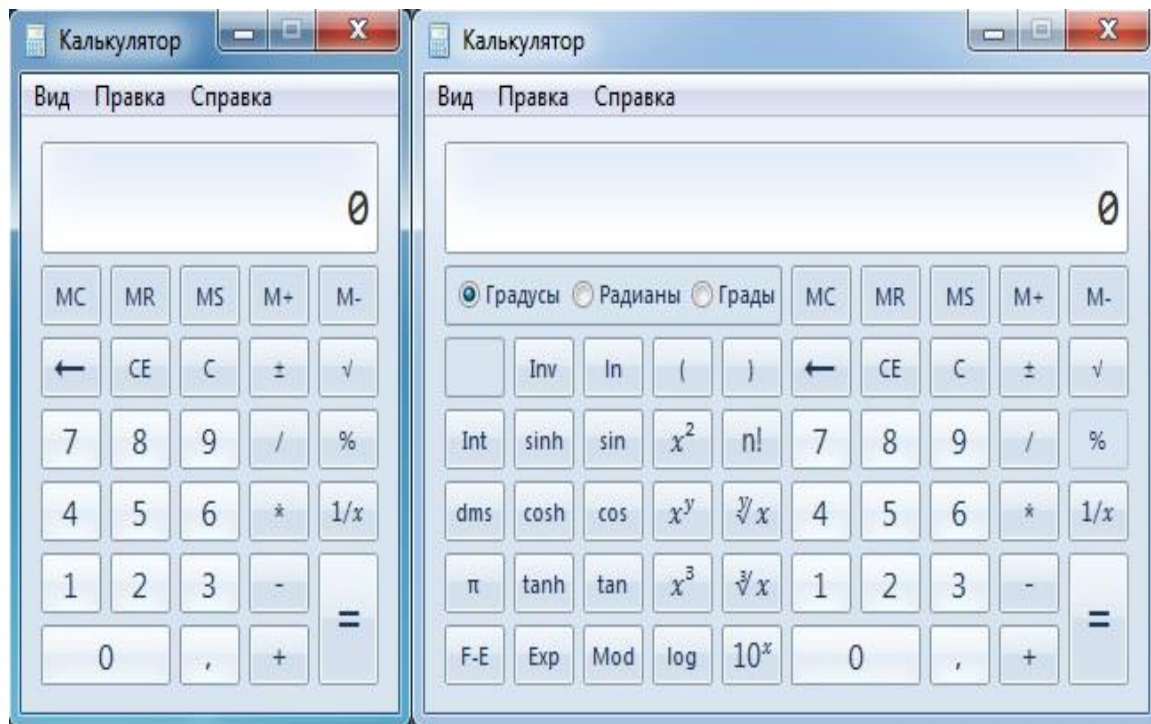 Калькулятор
Вид Правка Справка
0
MC MR MS M+ M-
← CE C ± √
7 8 9 / %
4 5 6 * 1/x
1 2 3 - =
0 , +
Калькулятор
Вид Правка Справка
0
Градусы Радианы Грады MC MR MS M+ M-
Inv ln ( ) ← CE C ± √
Int sinh sin x² n! 7 8 9 / %
dms cosh cos xʸ ʸ√x 4 5 6 * 1/x
π tanh tan x³ ³√x 1 2 3 - =
F-E Exp Mod log 10ˣ 0 , +